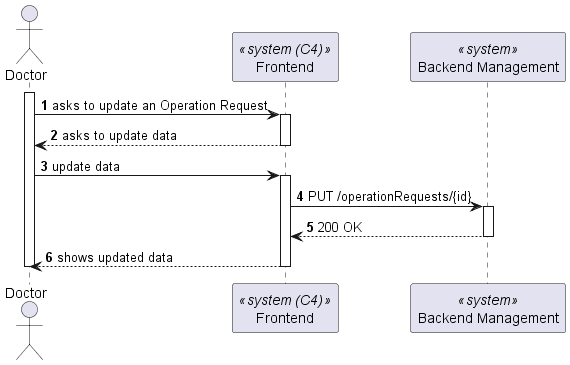 Doctor
«system (C4)»
Frontend
«system»
Backend Management
1 asks to update an Operation Request
2 asks to update data
3 update data
4 PUT /operationRequests/{id}
5 200 OK
6 shows updated data
Doctor
«system (C4)»
Frontend
«system»
Backend Management